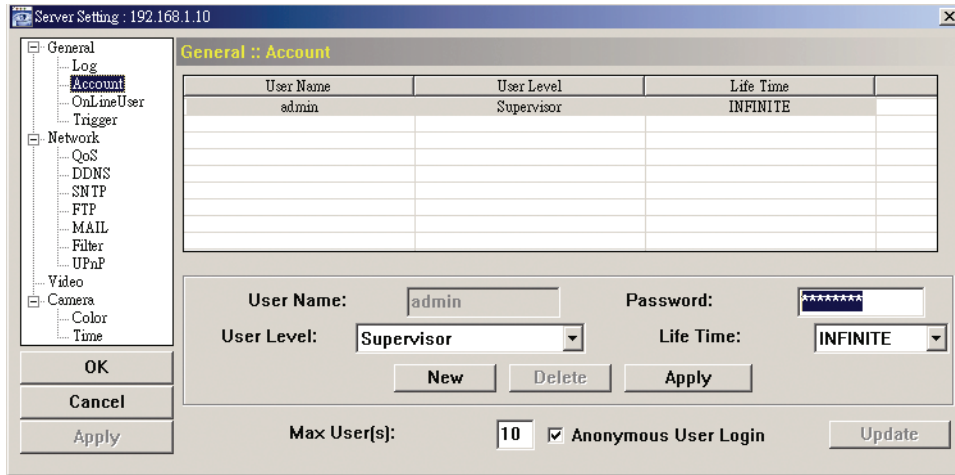 Server Setting : 192.168.1.10
General
Log
Account
OnLineUser
Trigger
Network
QoS
DDNS
SNTP
FTP
MAIL
Filter
UPnP
Video
Camera
Color
Time
OK
Cancel
Apply
General :: Account
User Name User Level Life Time
admin Supervisor INFINITE
User Name: admin Password: ********
User Level: Supervisor Life Time: INFINITE
New Delete Apply
Max User(s): 10 Anonymous User Login Update